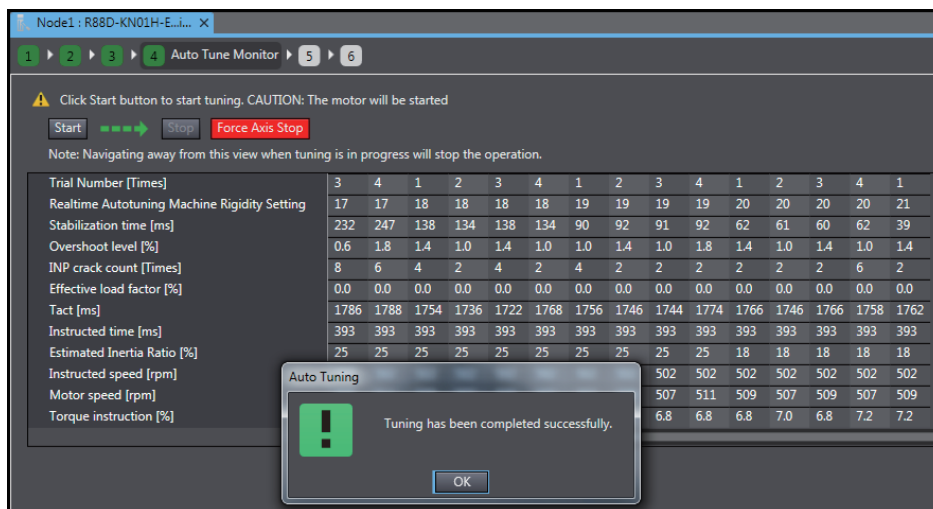 Node1 : R88D-KN01H-E...i... ×
1 2 3 4 Auto Tune Monitor 5 6
Click Start button to start tuning. CAUTION: The motor will be started
Start Stop Force Axis Stop
Note: Navigating away from this view when tuning is in progress will stop the operation.
Trial Number [Times] 3 4 1 2 3 4 1 2 3 4 1 2 3 4 1
Realtime Autotuning Machine Rigidity Setting 17 17 18 18 18 18 19 19 19 19 20 20 20 20 21
Stabilization time [ms] 232 247 138 134 138 134 90 92 91 92 62 61 60 62 39
Overshoot level [%] 0.6 1.8 1.4 1.0 1.4 1.0 1.0 1.4 1.0 1.8 1.4 1.0 1.4 1.0 1.4
INP crack count [Times] 8 6 4 2 4 2 4 2 2 2 2 2 2 6 2
Effective load factor [%] 0.0 0.0 0.0 0.0 0.0 0.0 0.0 0.0 0.0 0.0 0.0 0.0 0.0 0.0 0.0
Tact [ms] 1786 1788 1754 1736 1722 1768 1756 1746 1744 1774 1766 1746 1766 1758 1762
Instructed time [ms] 393 393 393 393 393 393 393 393 393 393 393 393 393 393 393
Estimated Inertia Ratio [%] 25 25 25 25 25 25 25 25 25 25 18 18 18 18 18
Instructed speed [rpm] 502 502 502 502 502 502 502
Motor speed [rpm] 507 511 509 507 509 507 509
Torque instruction [%] 6.8 6.8 6.8 7.0 6.8 7.2 7.2
Auto Tuning
Tuning has been completed successfully.
OK